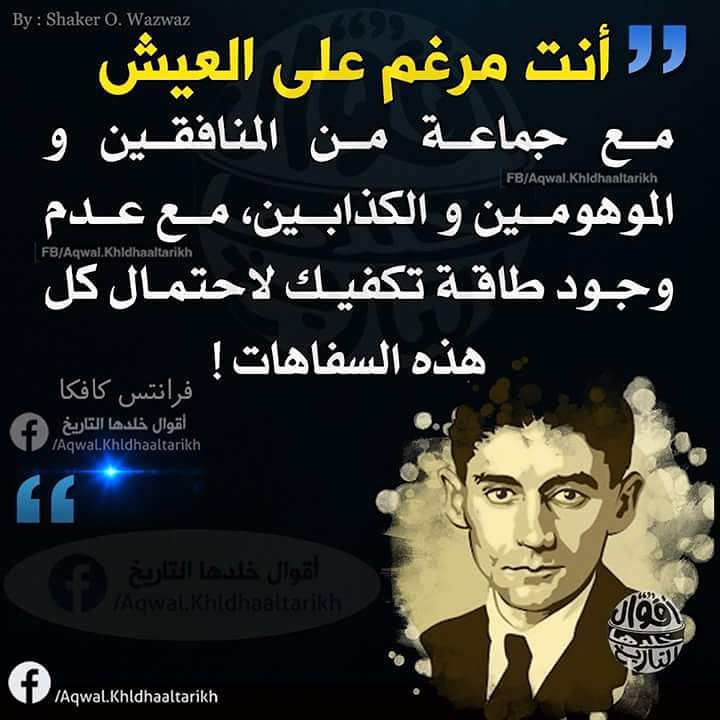 By : Shaker O. Wazwaz
أنت مرغم على العيش
مع جماعة من المنافقين و
FB/Aqwal.Khldhaaltarikh
الموهومين و الكذابين، مع عدم
FB/Aqwal.Khldhaaltarikh
وجود طاقة تكفيك لاحتمال كل
هذه السفاهات !
فرانتس كافكا
أقوال خلدها التاريخ
/Aqwal.Khldhaaltarikh
أقوال خلدها التاريخ
/Aqwal.Khldhaaltarikh
أقوال
خلدها
التاريخ
/Aqwal.Khldhaaltarikh